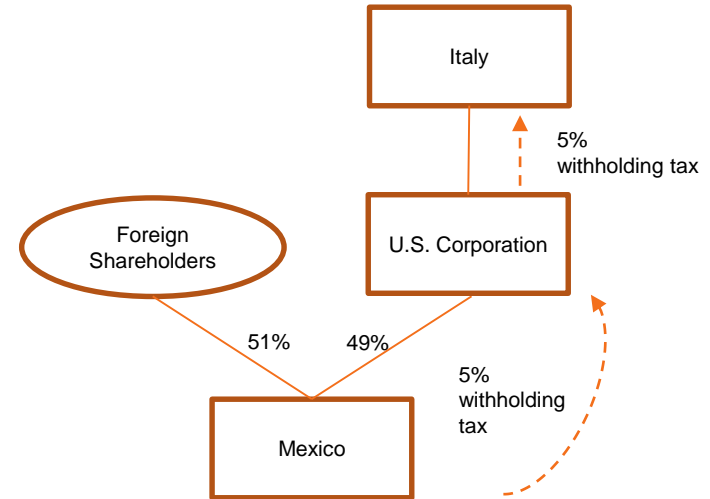 Italy
5%
withholding tax
Foreign
Shareholders
U.S. Corporation
51%
49%
5%
withholding
tax
Mexico